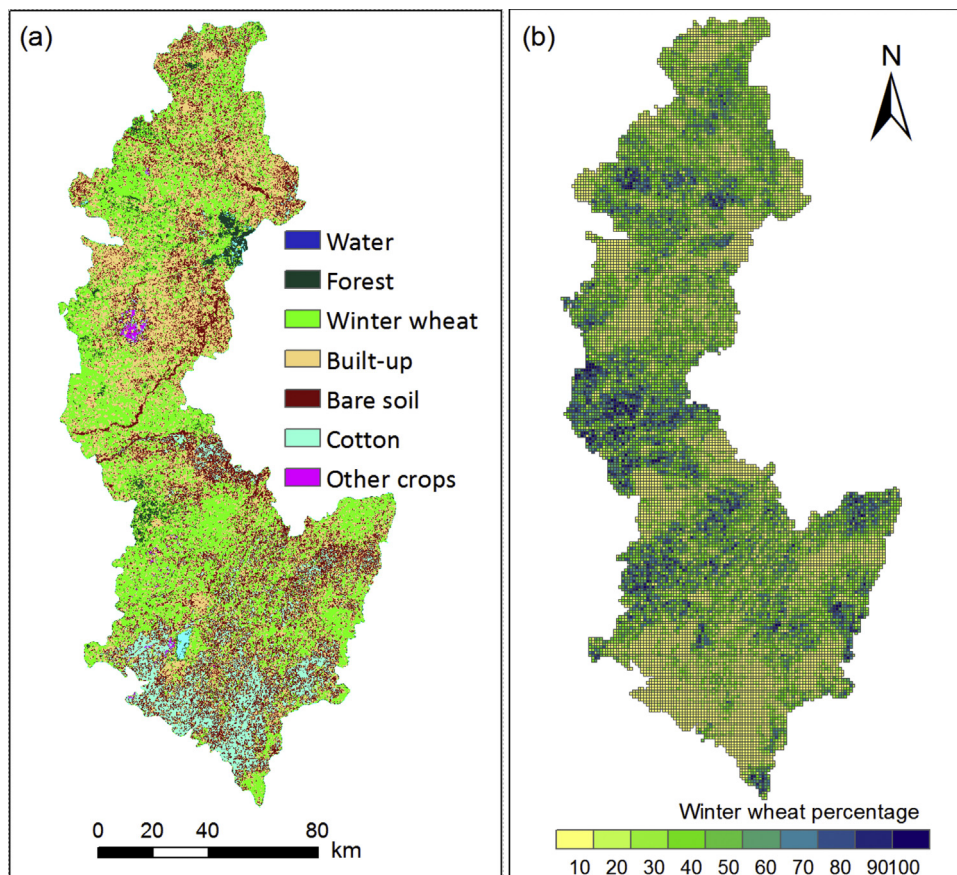 (a)
Water
Forest
Winter wheat
Built-up
Bare soil
Cotton
Other crops
0 20 40 80
km
(b)
N
Winter wheat percentage
10 20 30 40 50 60 70 80 90100